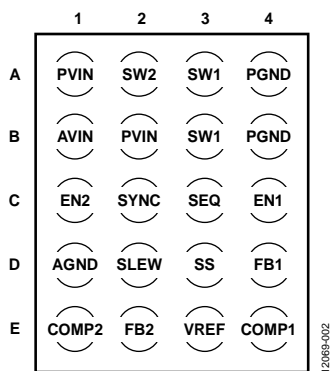 1 2 3 4
A PVIN SW2 SW1 PGND
B AVIN PVIN SW1 PGND
C EN2 SYNC SEQ EN1
D AGND SLEW SS FB1
E COMP2 FB2 VREF COMP1
12069-002